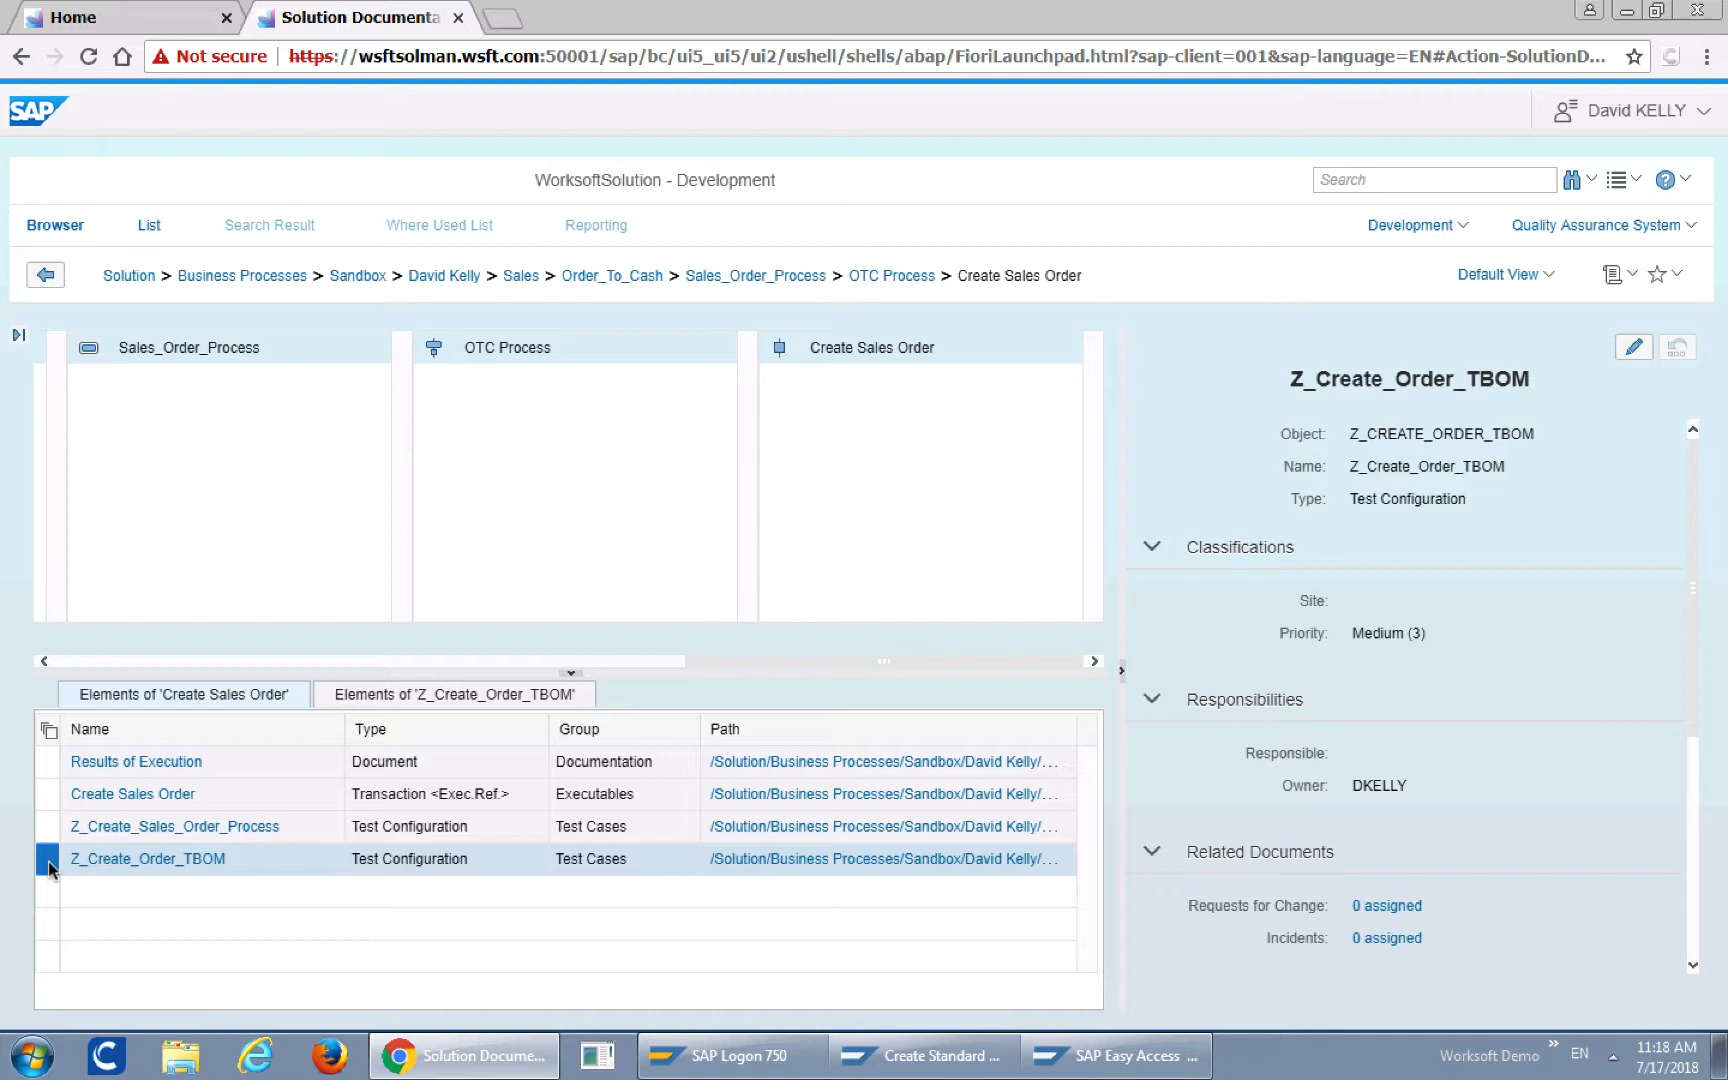 Home
Solution Documenta
Not secure https://wsftsolman.wsft.com:50001/sap/bc/ui5_ui5/ui2/ushell/shells/abap/FioriLaunchpad.html?sap-client=001&sap-language=EN#Action-SolutionD...
SAP
David KELLY
WorksoftSolution - Development
Search
Browser List Search Result Where Used List Reporting
Development Quality Assurance System
Solution > Business Processes > Sandbox > David Kelly > Sales > Order_To_Cash > Sales_Order_Process > OTC Process > Create Sales Order
Default View
Sales_Order_Process OTC Process Create Sales Order
Z_Create_Order_TBOM
Object: Z_CREATE_ORDER_TBOM
Name: Z_Create_Order_TBOM
Type: Test Configuration
Classifications
Site:
Priority: Medium (3)
Responsibilities
Responsible:
Owner: DKELLY
Related Documents
Requests for Change: 0 assigned
Incidents: 0 assigned
Elements of 'Create Sales Order' Elements of 'Z_Create_Order_TBOM'
Name Type Group Path
Results of Execution Document Documentation /Solution/Business Processes/Sandbox/David Kelly/...
Create Sales Order Transaction <Exec.Ref.> Executables /Solution/Business Processes/Sandbox/David Kelly/...
Z_Create_Sales_Order_Process Test Configuration Test Cases /Solution/Business Processes/Sandbox/David Kelly/...
Z_Create_Order_TBOM Test Configuration Test Cases /Solution/Business Processes/Sandbox/David Kelly/...
Solution Docume...
SAP Logon 750
Create Standard ...
SAP Easy Access ...
Worksoft Demo » EN
11:18 AM
7/17/2018